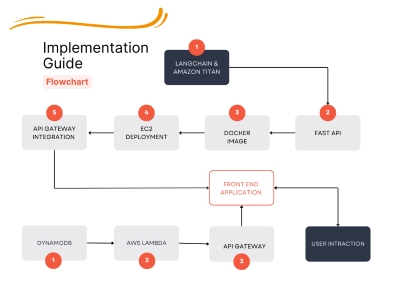 Implementation
Guide
Flowchart
1
LANGCHAIN &
AMAZON TITAN
2
FAST API
3
DOCKER
IMAGE
4
EC2
DEPLOYMENT
5
API GATEWAY
INTEGRATION
FRONT END
APPLICATION
DYNAMODB
1
AWS LAMBDA
2
API GATEWAY
3
USER INTRACTION